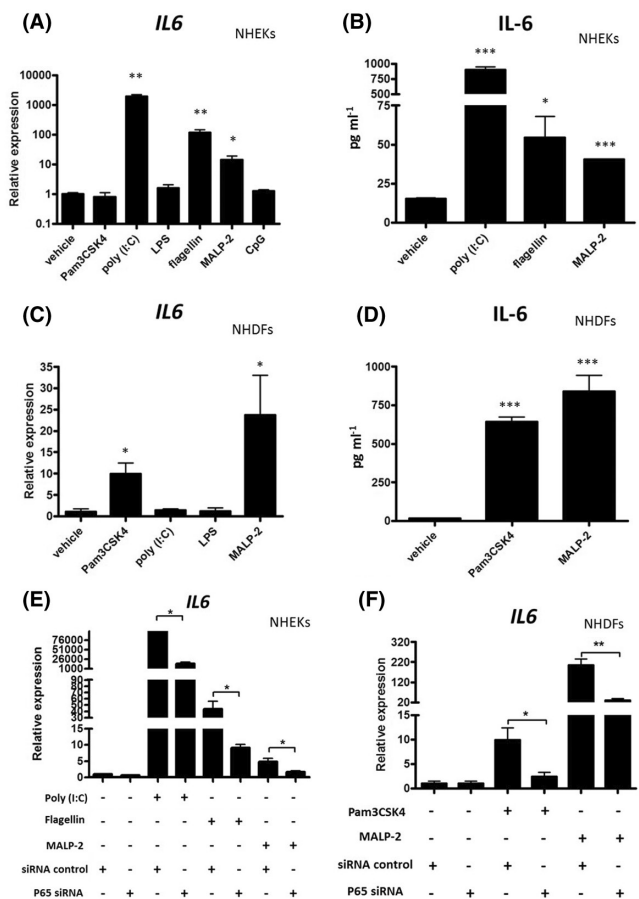 (A)
IL6
NHEKs
Relative expression
10000
1000
100
10
1
0.1
**
**
*
vehicle
Pam3CSK4
poly (I:C)
LPS
flagellin
MALP-2
CpG
(B)
IL-6
NHEKs
pg ml-1
1000
750
500
250
75
50
25
0
***
*
***
vehicle
poly (I:C)
flagellin
MALP-2
(C)
IL6
NHDFs
Relative expression
35
30
25
20
15
10
5
0
*
*
vehicle
Pam3CSK4
poly (I:C)
LPS
MALP-2
(D)
IL-6
NHDFs
pg ml-1
1000
750
500
250
0
***
***
vehicle
Pam3CSK4
MALP-2
(E)
IL6
NHEKs
Relative expression
76000
51000
26000
1000
90
80
70
60
50
40
30
15
10
5
0
*
*
*
Poly (I:C) - - + + - - - -
Flagellin - - - - + + - -
MALP-2 - - - - - - + +
siRNA control + - + - + - + -
P65 siRNA - + - + - + - +
(F)
IL6
NHDFs
Relative expression
320
220
120
20
15
10
5
0
*
**
Pam3CSK4 - - + + - -
MALP-2 - - - - + +
siRNA control + - + - + -
P65 siRNA - + - + - +